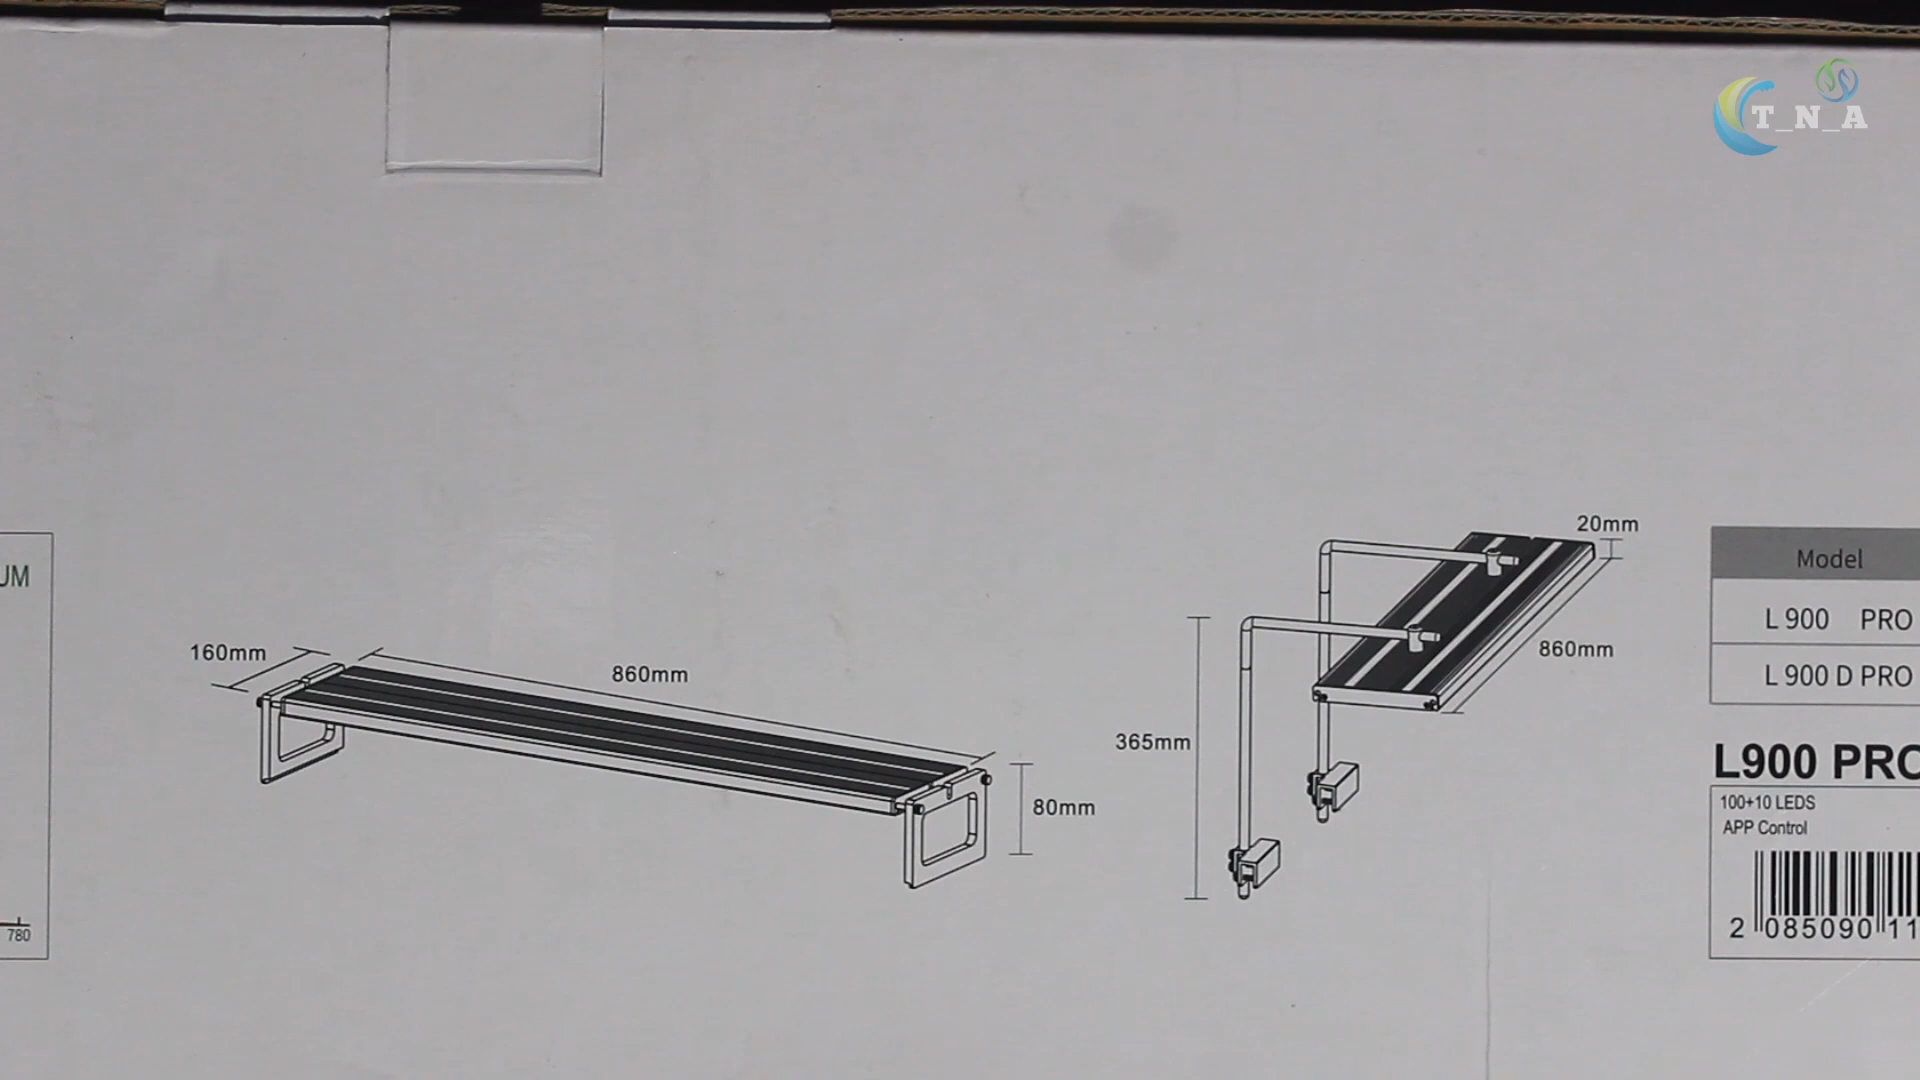 T_N_A
20mm
UM
Model
L 900 PRO
160mm
860mm
860mm
L 900 D PRO
365mm
L900 PRO
80mm
100+10 LEDS
APP Control
780
2 085090 11